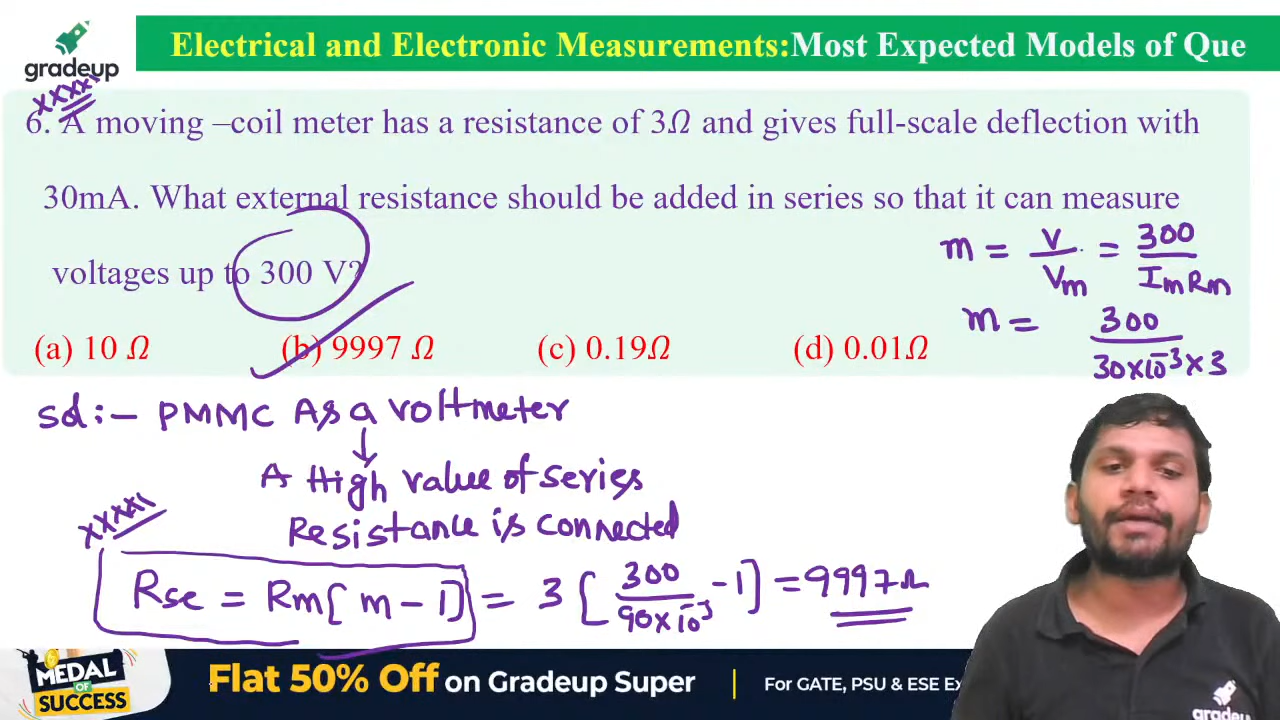 gradeup
Electrical and Electronic Measurements:Most Expected Models of Que
xxxxx
6. A moving –coil meter has a resistance of 3Ω and gives full-scale deflection with
30mA. What external resistance should be added in series so that it can measure
voltages up to 300 V?
m = V/Vm = 300/ImRm
m = 300/30×10⁻³×3
(a) 10 Ω (b) 9997 Ω (c) 0.19Ω (d) 0.01Ω
Sol:– PMMC As a voltmeter
↓
A High value of series
Resistance is connected
xxxxx
Rse = Rm[m–1] = 3[300/90×10⁻³ –1] = 9997Ω
MEDAL
OF
SUCCESS
Flat 50% Off on Gradeup Super | For GATE, PSU & ESE Ex
gradeup